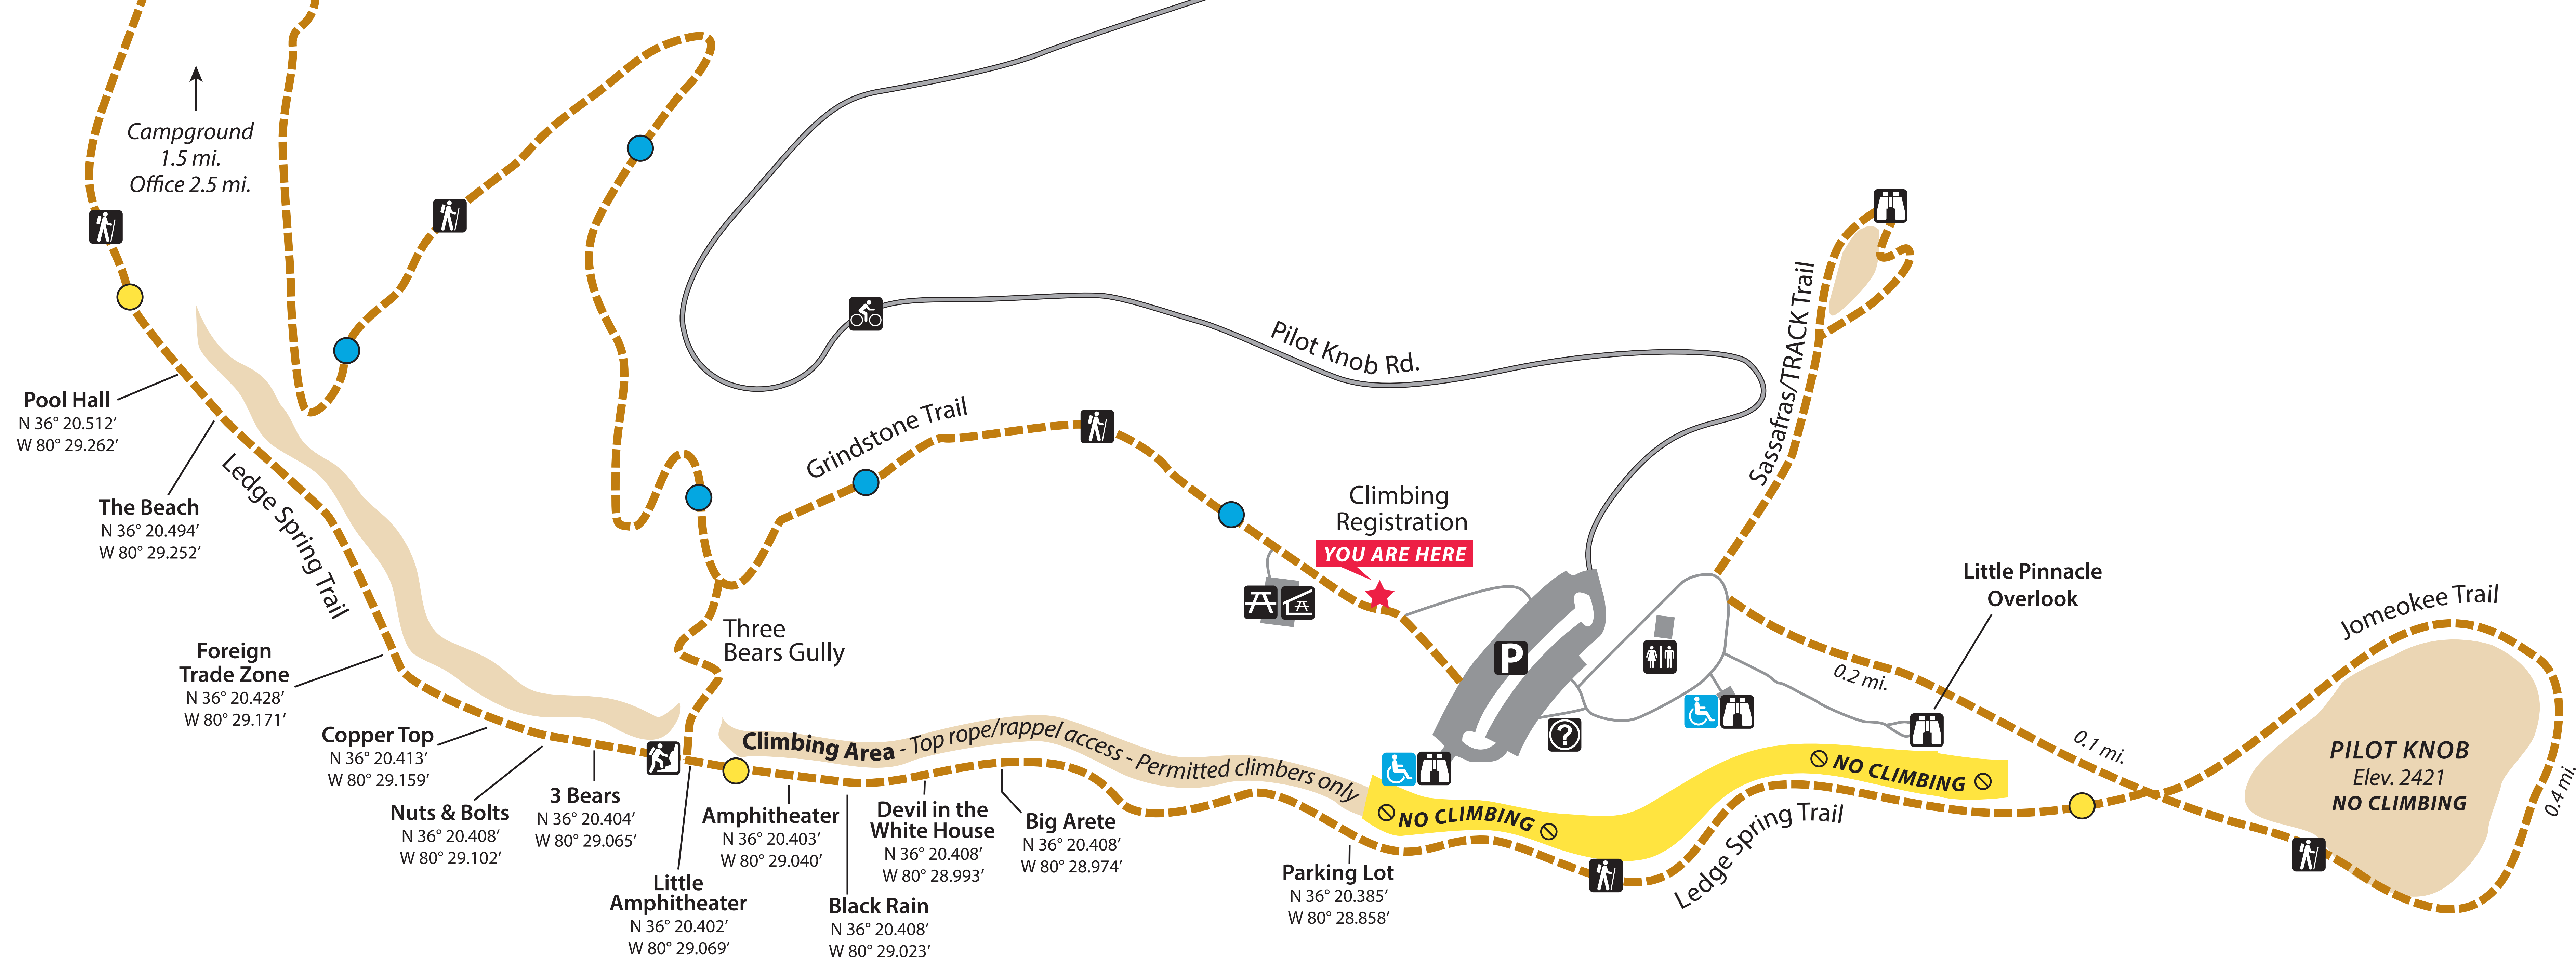 Campground
1.5 mi.
Office 2.5 mi.
Pool Hall
N 36° 20.512’
W 80° 29.262’
The Beach
N 36° 20.494’
W 80° 29.252’
Ledge Spring Trail
Foreign
Trade Zone
N 36° 20.428’
W 80° 29.171’
Copper Top
N 36° 20.413’
W 80° 29.159’
Nuts & Bolts
N 36° 20.408’
W 80° 29.102’
3 Bears
N 36° 20.404’
W 80° 29.065’
Little
Amphitheater
N 36° 20.402’
W 80° 29.069’
Three
Bears Gully
Amphitheater
N 36° 20.403’
W 80° 29.040’
Black Rain
N 36° 20.408’
W 80° 29.023’
Devil in the
White House
N 36° 20.408’
W 80° 28.993’
Big Arete
N 36° 20.408’
W 80° 28.974’
Climbing Area - Top rope/rappel access - Permitted climbers only
Grindstone Trail
Pilot Knob Rd.
Climbing
Registration
YOU ARE HERE
P
?
Parking Lot
N 36° 20.385’
W 80° 28.858’
NO CLIMBING
NO CLIMBING
Ledge Spring Trail
Sassafras/TRACK Trail
Little Pinnacle
Overlook
0.2 mi.
0.1 mi.
Jomeokee Trail
PILOT KNOB
Elev. 2421
NO CLIMBING
0.4 mi.